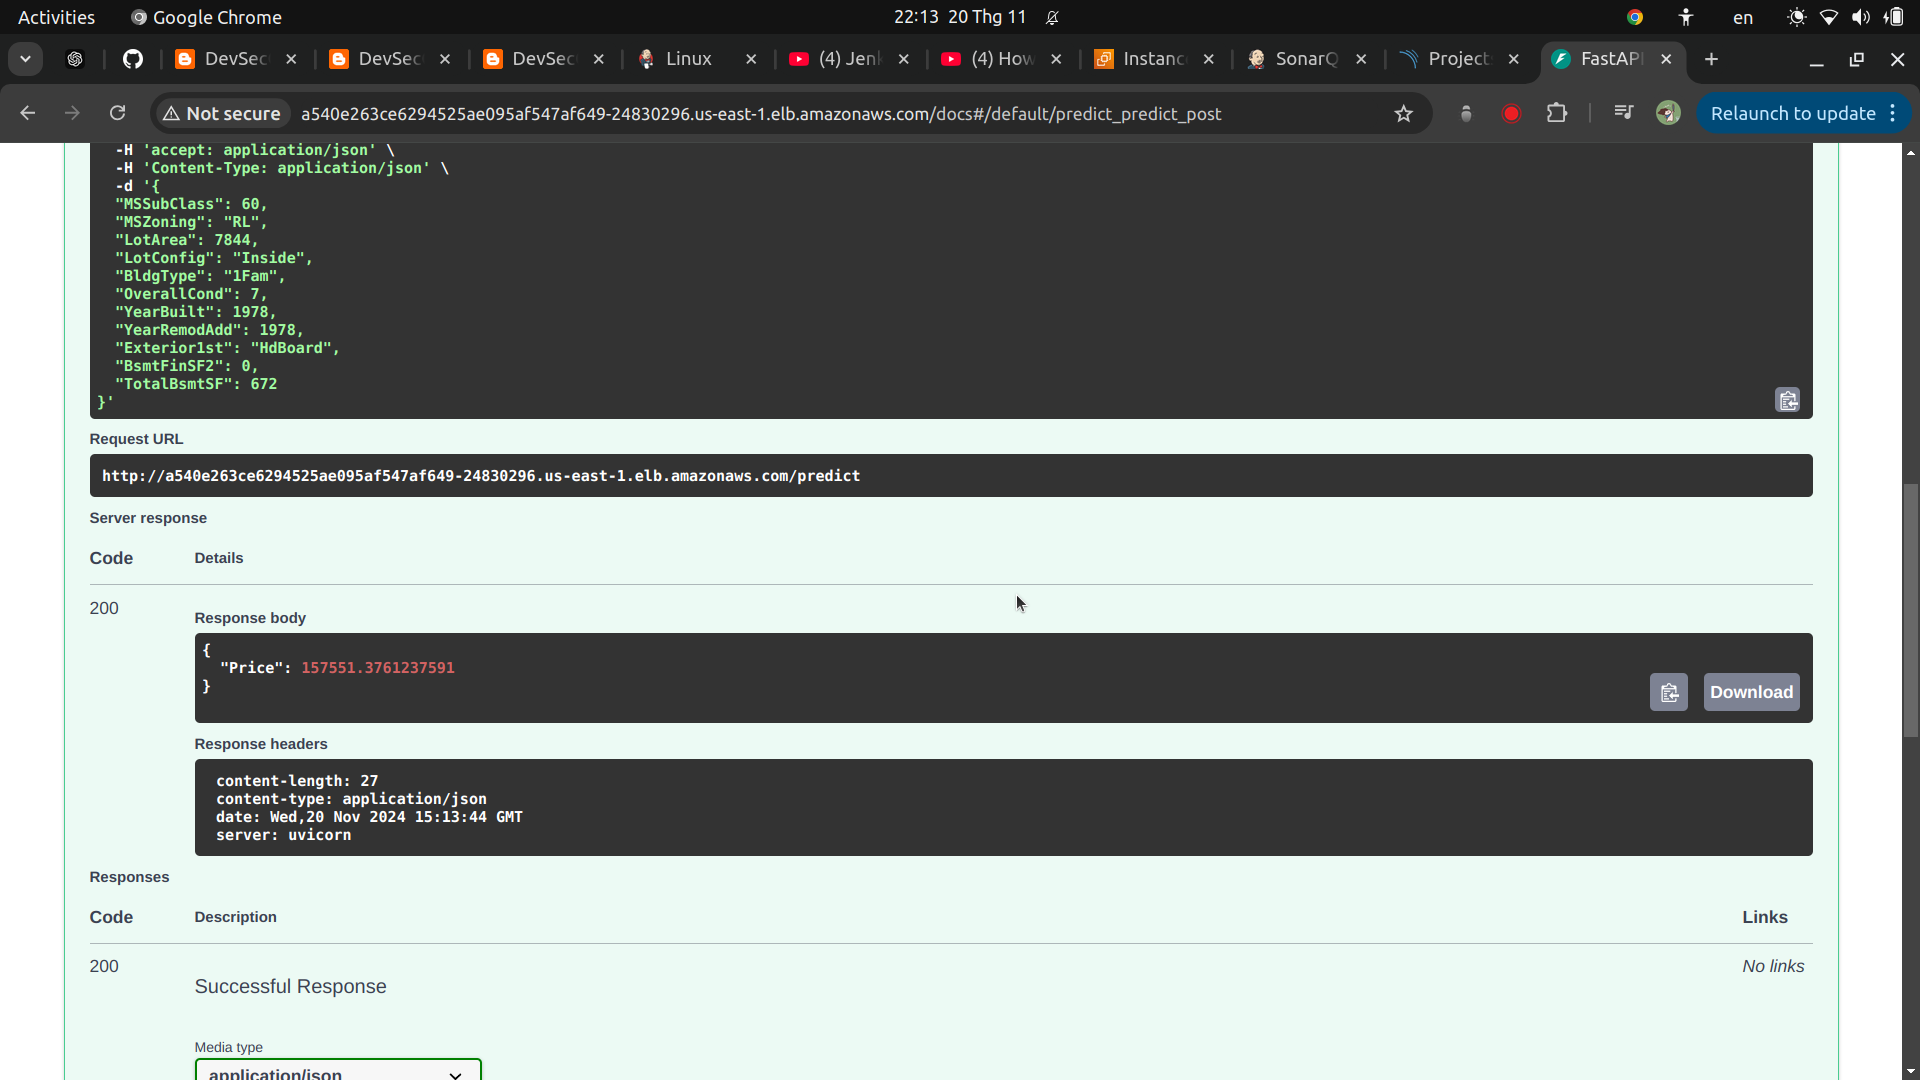 Activities Google Chrome 22:13 20 Thg 11 en
DevSec DevSec DevSec Linux (4) Jenk (4) How Instanc SonarQ Projects FastAPI
Not secure a540e263ce6294525ae095af547af649-24830296.us-east-1.elb.amazonaws.com/docs#/default/predict_predict_post Relaunch to update
-H 'accept: application/json' \
-H 'Content-Type: application/json' \
-d '{
"MSSubClass": 60,
"MSZoning": "RL",
"LotArea": 7844,
"LotConfig": "Inside",
"BldgType": "1Fam",
"OverallCond": 7,
"YearBuilt": 1978,
"YearRemodAdd": 1978,
"Exterior1st": "HdBoard",
"BsmtFinSF2": 0,
"TotalBsmtSF": 672
}'
Request URL
http://a540e263ce6294525ae095af547af649-24830296.us-east-1.elb.amazonaws.com/predict
Server response
Code Details
200
Response body
{
"Price": 157551.3761237591
}
Download
Response headers
content-length: 27
content-type: application/json
date: Wed,20 Nov 2024 15:13:44 GMT
server: uvicorn
Responses
Code Description Links
200 No links
Successful Response
Media type
application/json